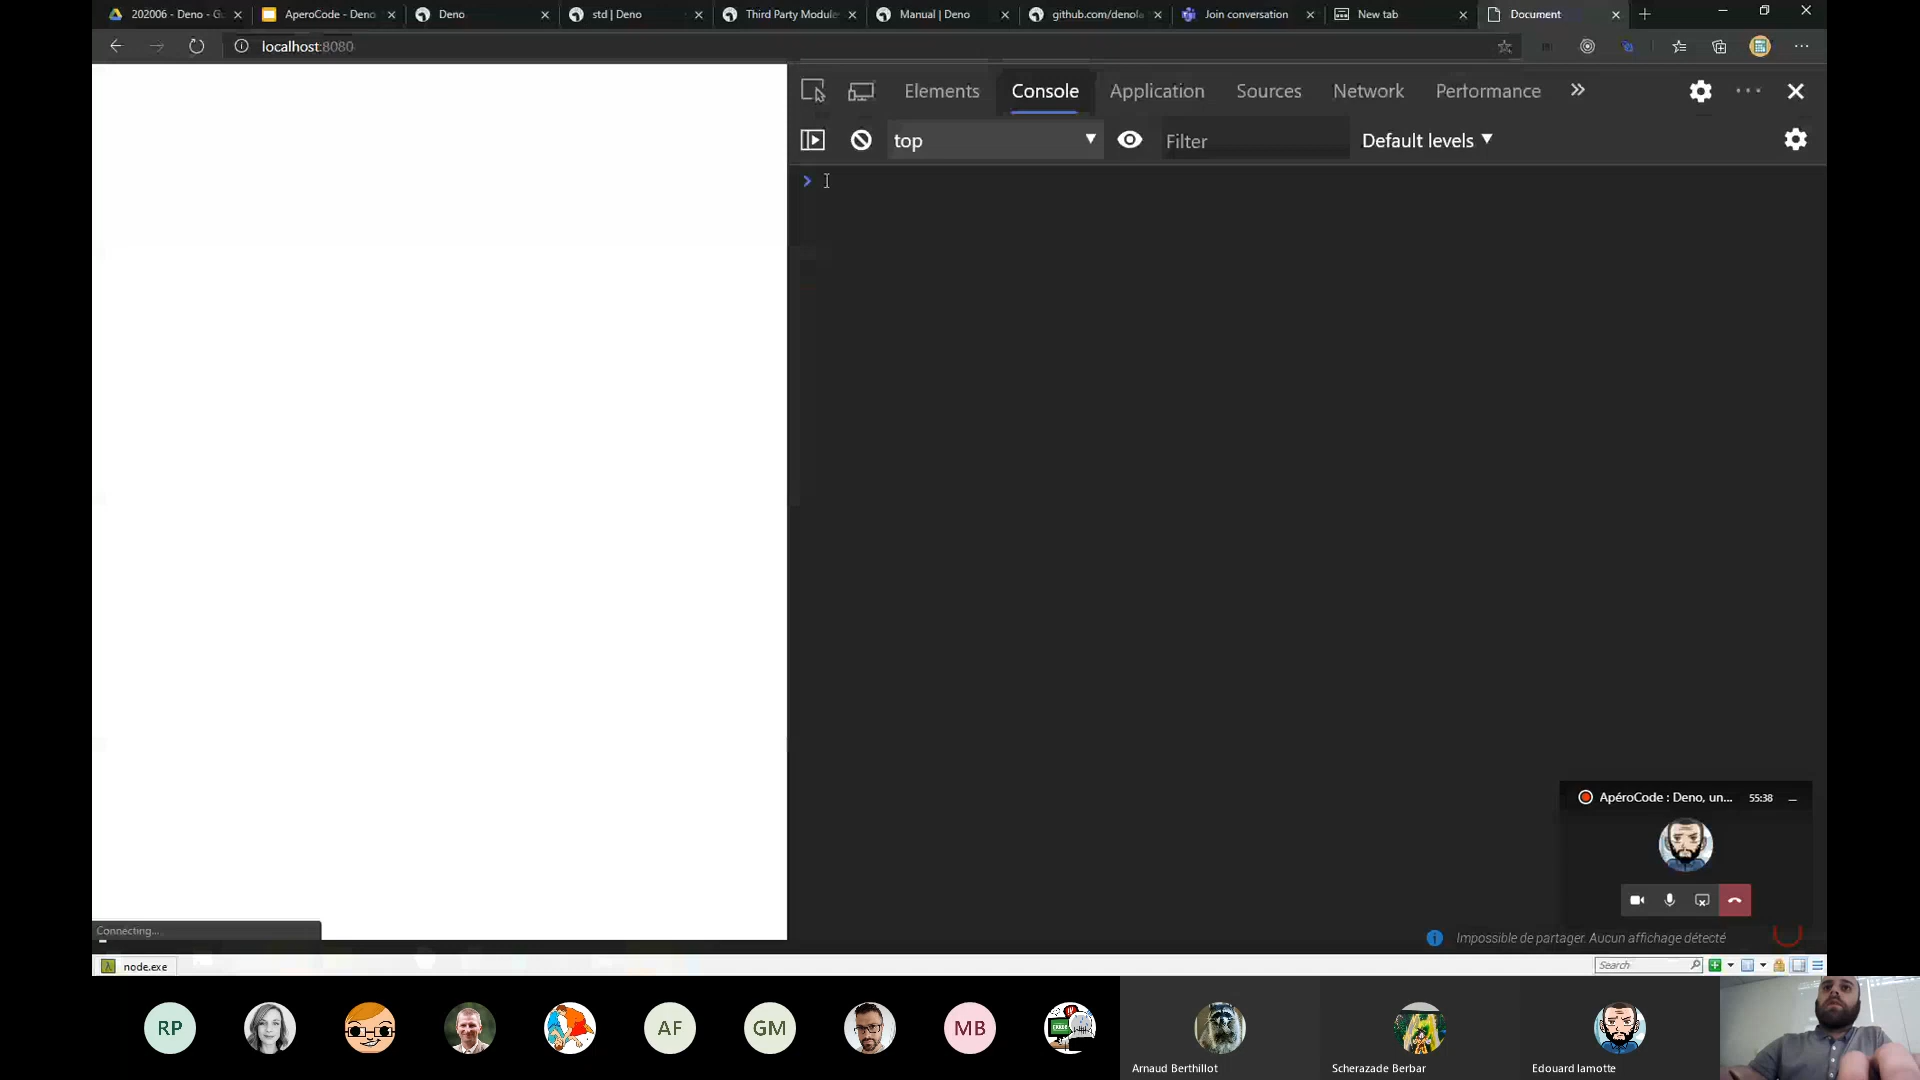 202006 - Deno - G
AperoCode - Deno
Deno
std | Deno
Third Party Module
Manual | Deno
github.com/denola
Join conversation
New tab
Document
localhost:8080
Elements
Console
Application
Sources
Network
Performance
top
Filter
Default levels
ApéroCode : Deno, un...
55:38
Connecting...
Impossible de partager. Aucun affichage détecté
node.exe
Search
RP
AF
GM
MB
Arnaud Berthillot
Scherazade Berbar
Edouard lamotte